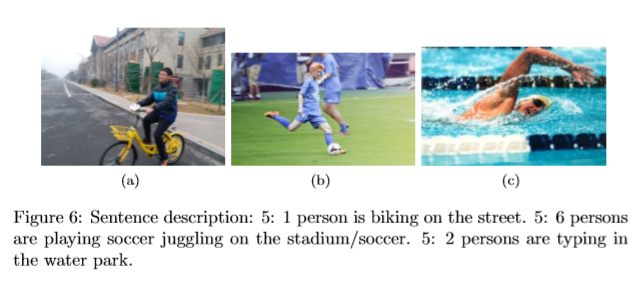 (a) (b) (c)
Figure 6: Sentence description: 5: 1 person is biking on the street. 5: 6 persons
are playing soccer juggling on the stadium/soccer. 5: 2 persons are typing in
the water park.